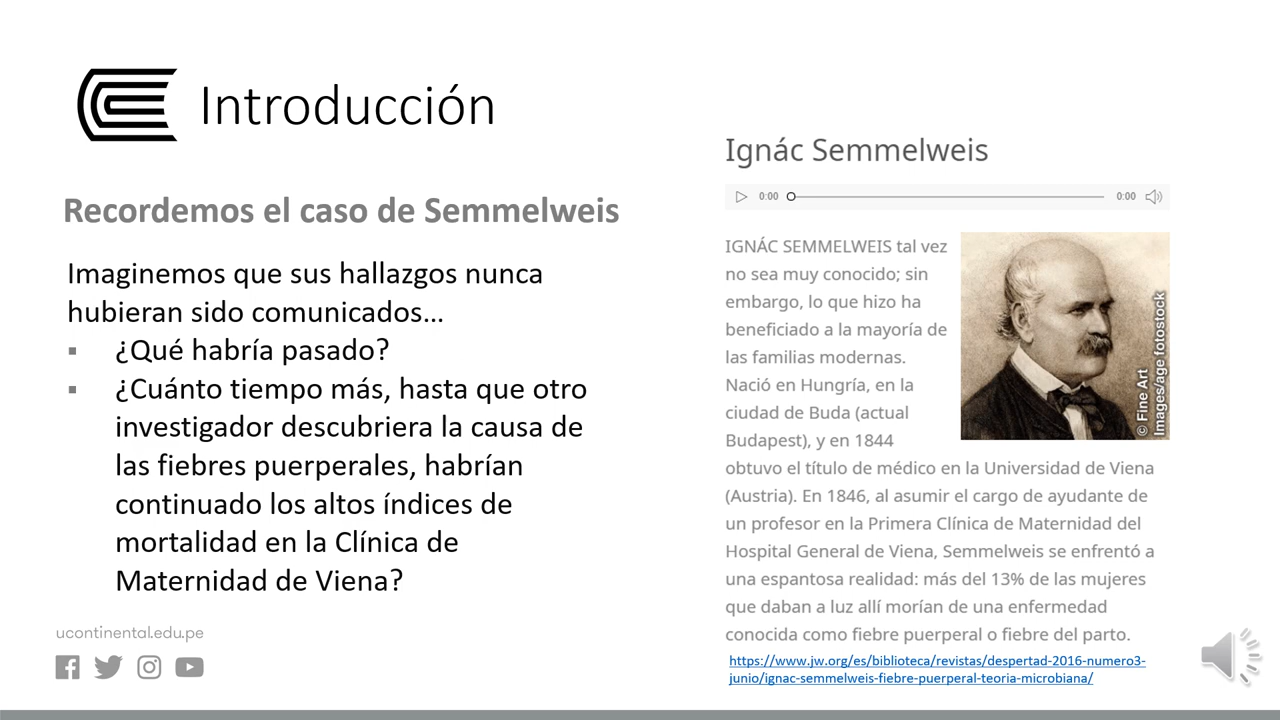 Introducción
Recordemos el caso de Semmelweis
Imaginemos que sus hallazgos nunca
hubieran sido comunicados...
▪ ¿Qué habría pasado?
▪ ¿Cuánto tiempo más, hasta que otro
investigador descubriera la causa de
las fiebres puerperales, habrían
continuado los altos índices de
mortalidad en la Clínica de
Maternidad de Viena?
ucontinental.edu.pe
Ignác Semmelweis
0:00 0:00
IGNÁC SEMMELWEIS tal vez
no sea muy conocido; sin
embargo, lo que hizo ha
beneficiado a la mayoría de
las familias modernas.
Nació en Hungría, en la
ciudad de Buda (actual
Budapest), y en 1844
obtuvo el título de médico en la Universidad de Viena
(Austria). En 1846, al asumir el cargo de ayudante de
un profesor en la Primera Clínica de Maternidad del
Hospital General de Viena, Semmelweis se enfrentó a
una espantosa realidad: más del 13% de las mujeres
que daban a luz allí morían de una enfermedad
conocida como fiebre puerperal o fiebre del parto.
© Fine Art
Images/age fotostock
https://www.jw.org/es/biblioteca/revistas/despertad-2016-numero3-
junio/ignac-semmelweis-fiebre-puerperal-teoria-microbiana/